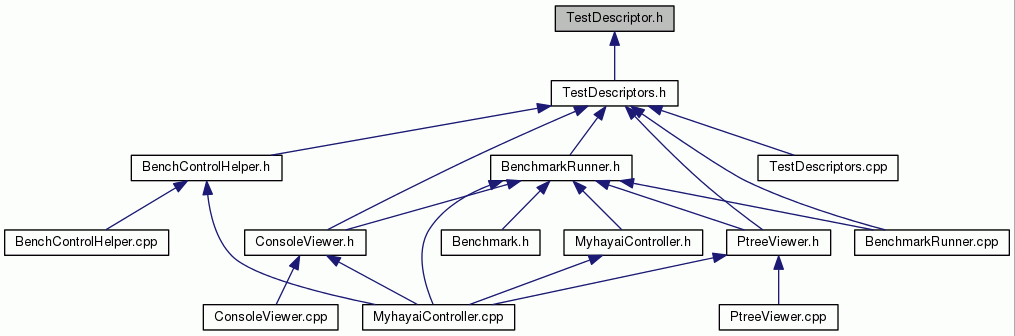 TestDescriptor.h
TestDescriptors.h
BenchControlHelper.h
BenchmarkRunner.h
TestDescriptors.cpp
BenchControlHelper.cpp
ConsoleViewer.h
Benchmark.h
MyhayaiController.h
PtreeViewer.h
BenchmarkRunner.cpp
ConsoleViewer.cpp
MyhayaiController.cpp
PtreeViewer.cpp